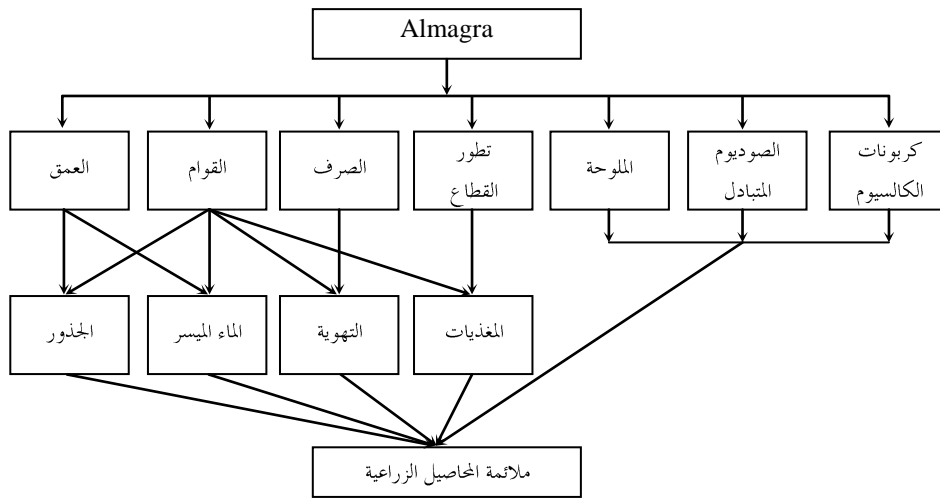 Almagra
العمق
القوام
الصرف
تطور
القطاع
الملوحة
الصوديوم
المتبادل
كربونات
الكالسيوم
الجذور
الماء الميسر
التهوية
المغذيات
ملائمة المحاصيل الزراعية